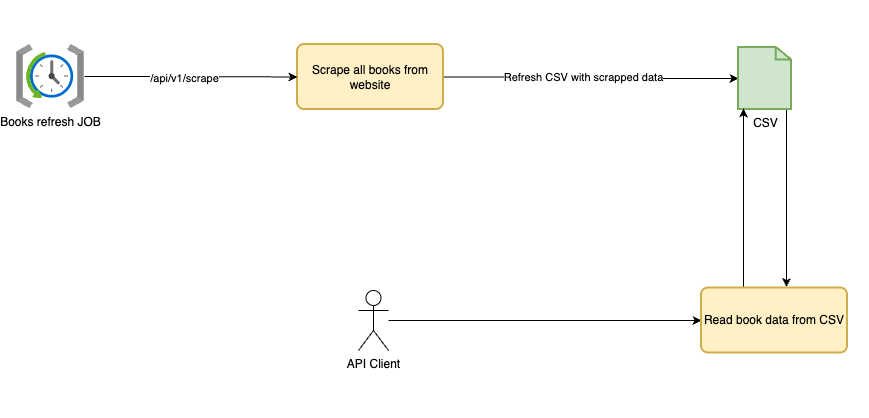 /api/v1/scrape
Scrape all books from
website
Refresh CSV with scrapped data
CSV
Books refresh JOB
Read book data from CSV
API Client